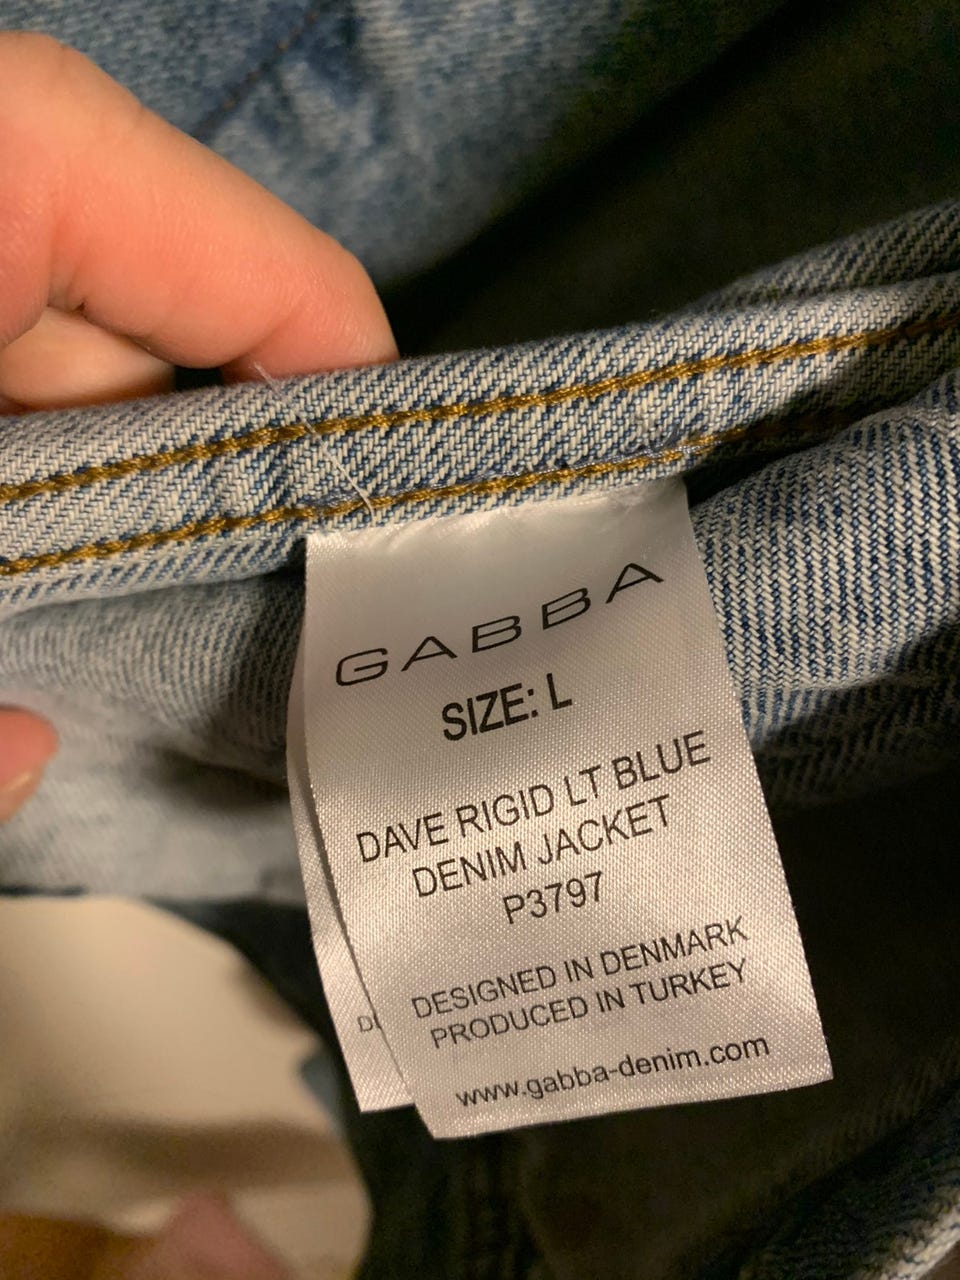 GABBA
SIZE: L
DAVE RIGID LT BLUE
DENIM JACKET
P3797
DESIGNED IN DENMARK
PRODUCED IN TURKEY
www.gabba-denim.com